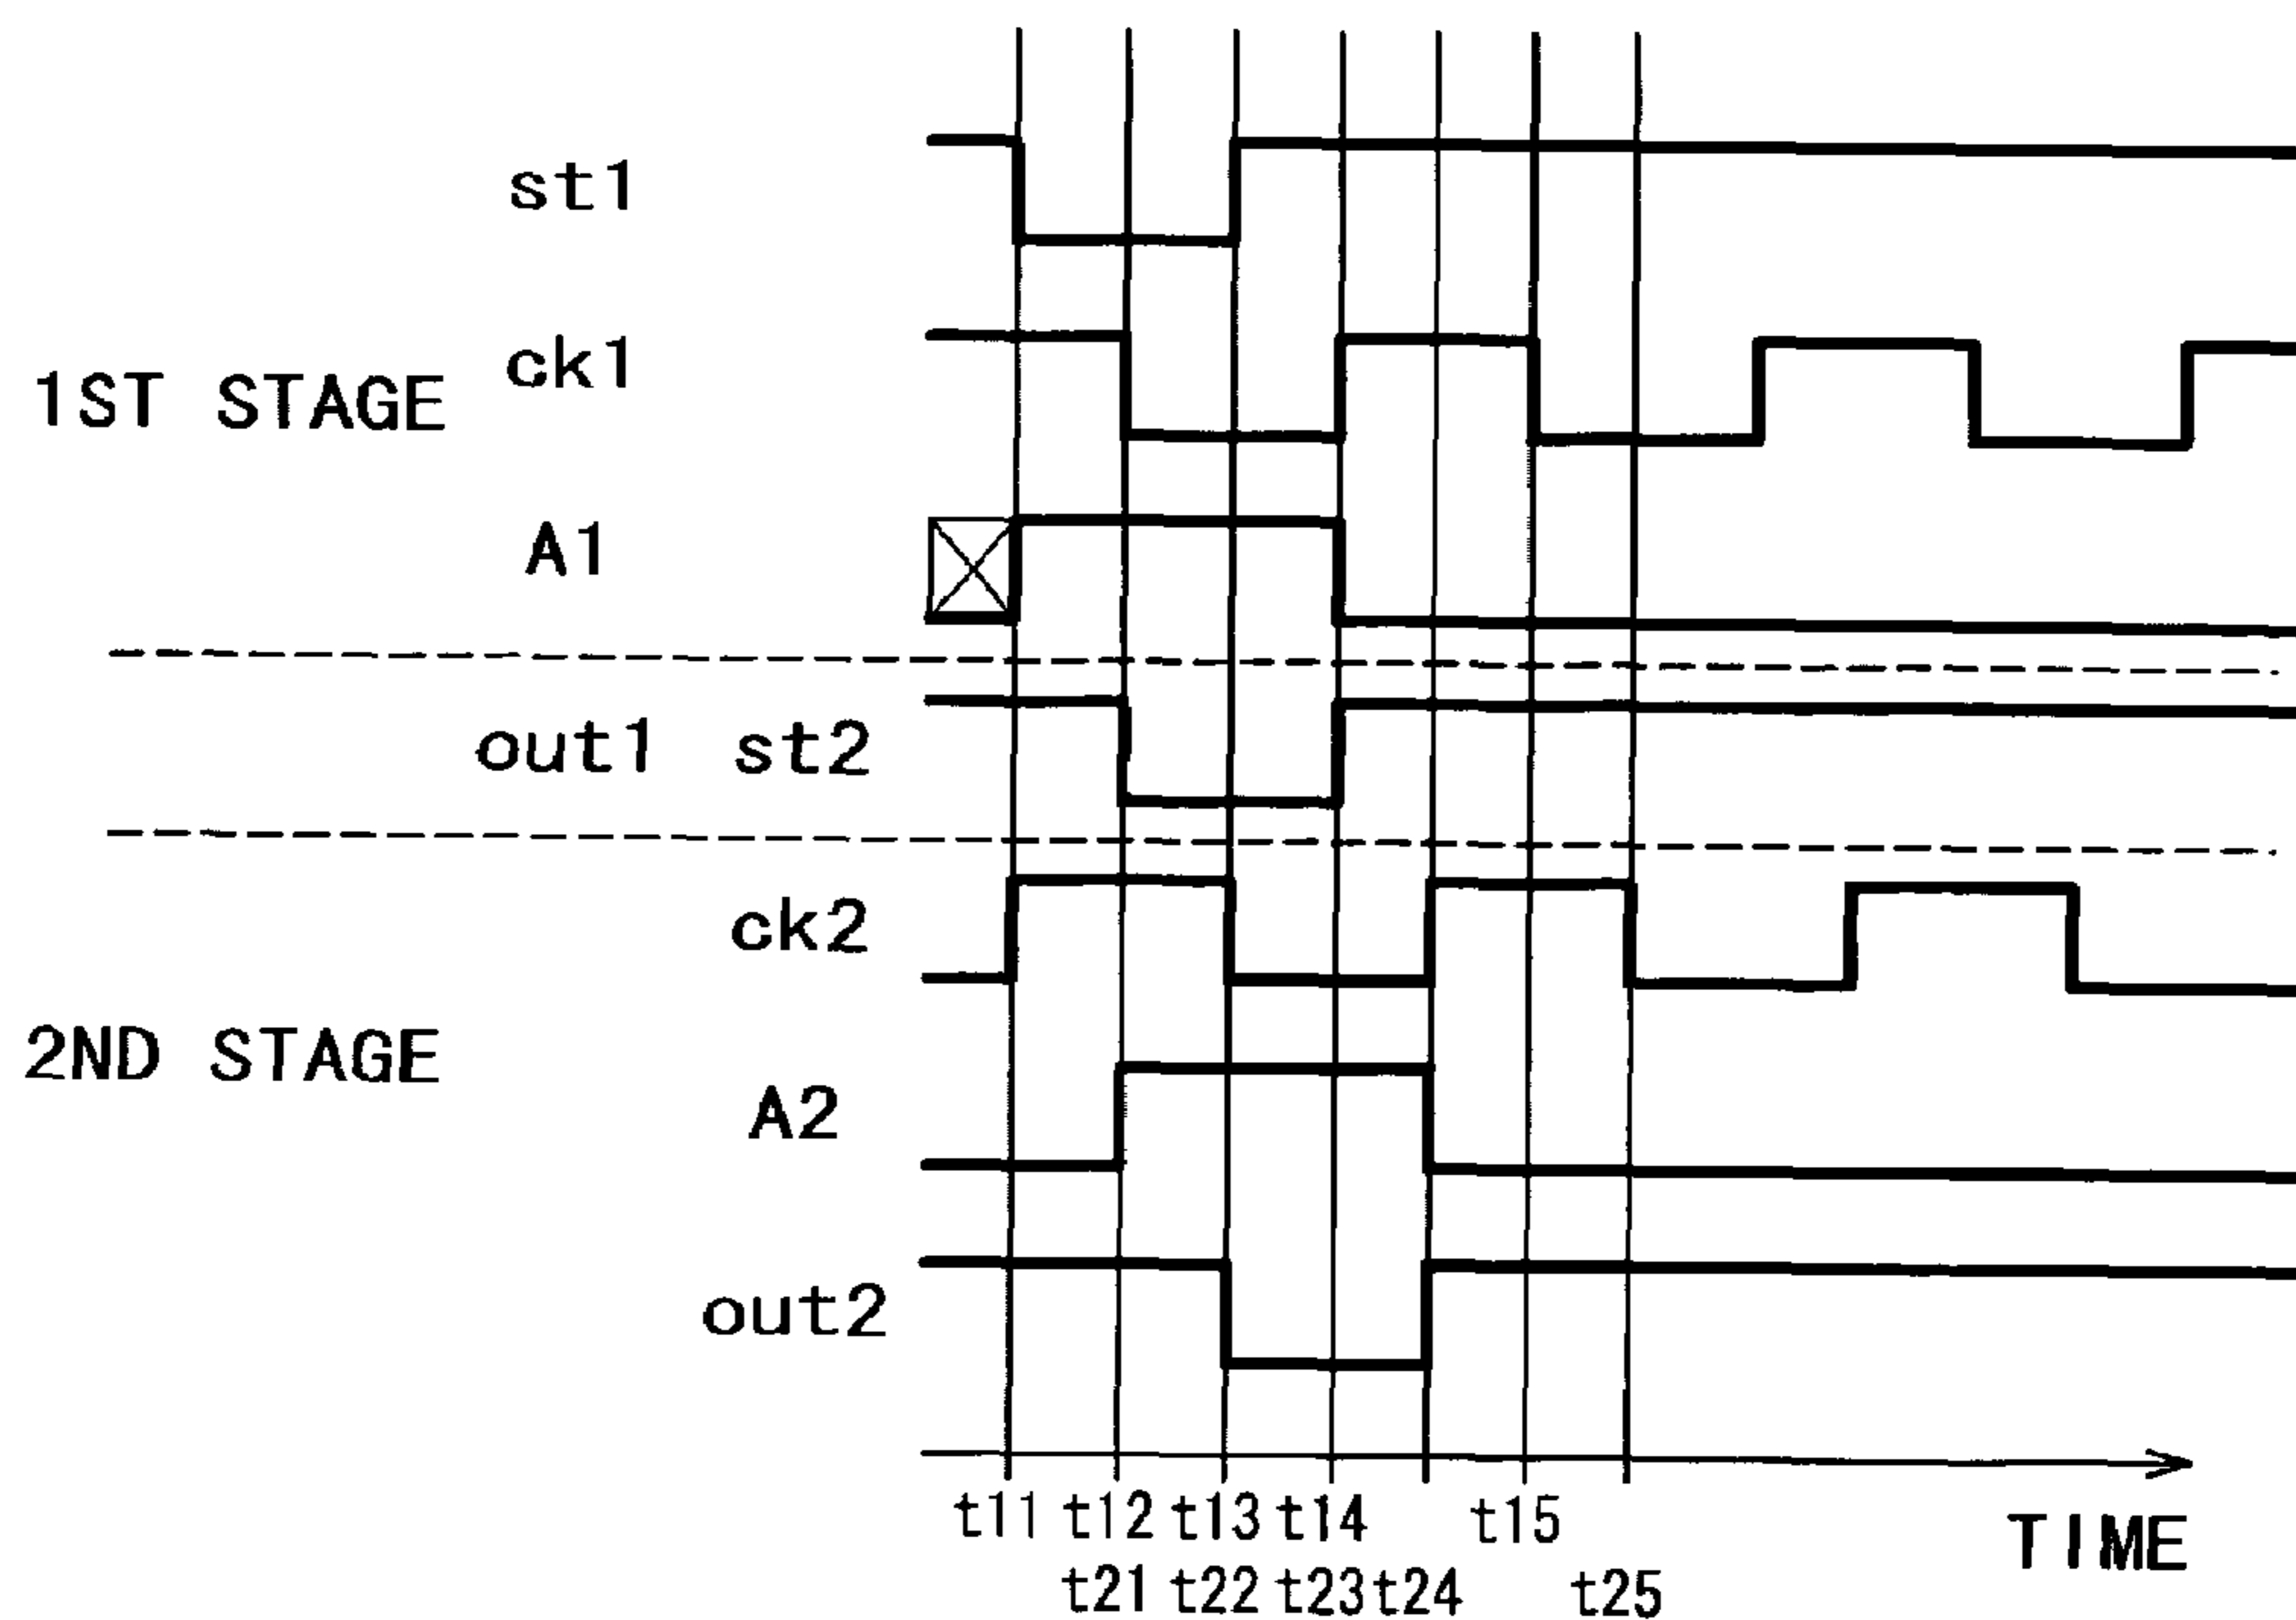 st1
ck1
1ST STAGE
A1
out1 st2
ck2
2ND STAGE
A2
out2
t11 t12 t13 t14 t15
TIME
t21 t22 t23 t24 t25